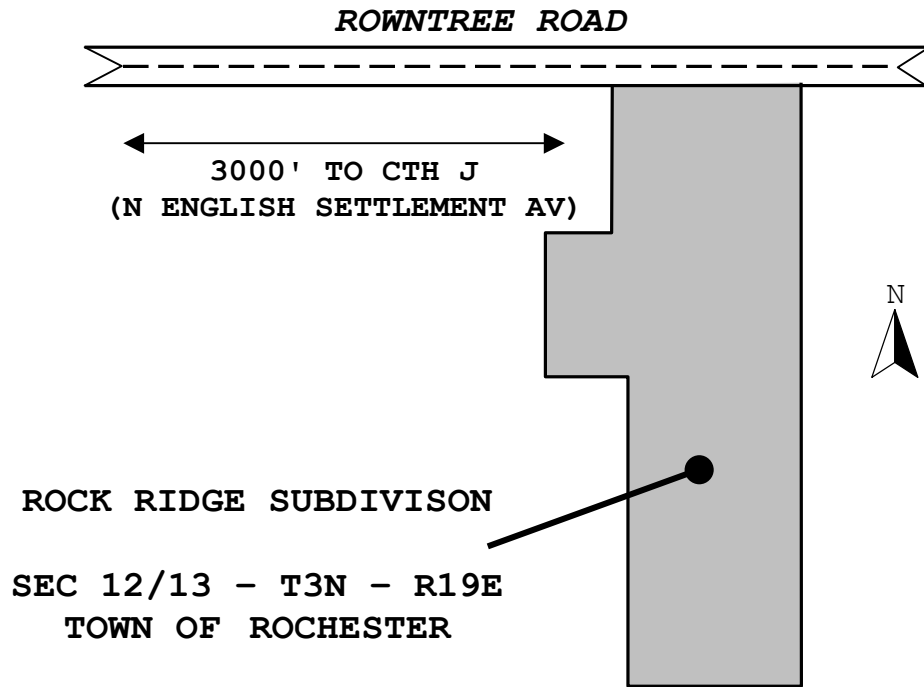 ROWNTREE ROAD
3000' TO CTH J
(N ENGLISH SETTLEMENT AV)
N
ROCK RIDGE SUBDIVISON
SEC 12/13 – T3N – R19E
TOWN OF ROCHESTER